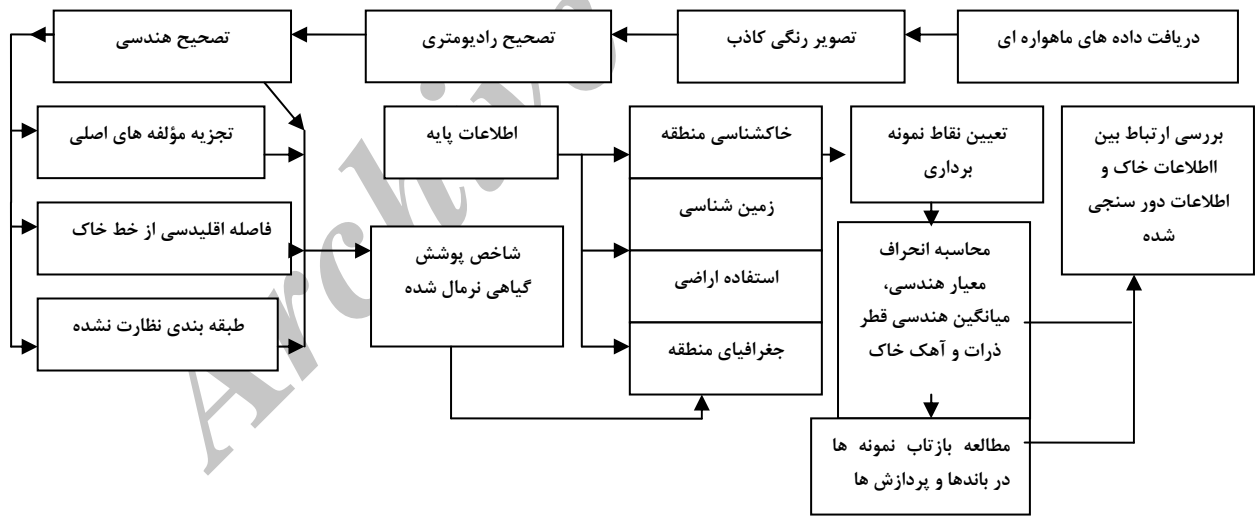 دریافت داده های ماهواره ای
تصویر رنگی کاذب
تصحیح رادیومتری
تصحیح هندسی
تجزیه مؤلفه های اصلی
فاصله اقلیدسی از خط خاک
طبقه بندی نظارت نشده
اطلاعات پایه
شاخص پوشش
گیاهی نرمال شده
خاکشناسی منطقه
زمین شناسی
استفاده اراضی
جغرافیای منطقه
تعیین نقاط نمونه
برداری
محاسبه انحراف
معیار هندسی،
میانگین هندسی قطر
ذرات و آهک خاک
مطالعه بازتاب نمونه ها
در باندها و پردازش ها
بررسی ارتباط بین
ااطلاعات خاک و
اطلاعات دور سنجی
شده